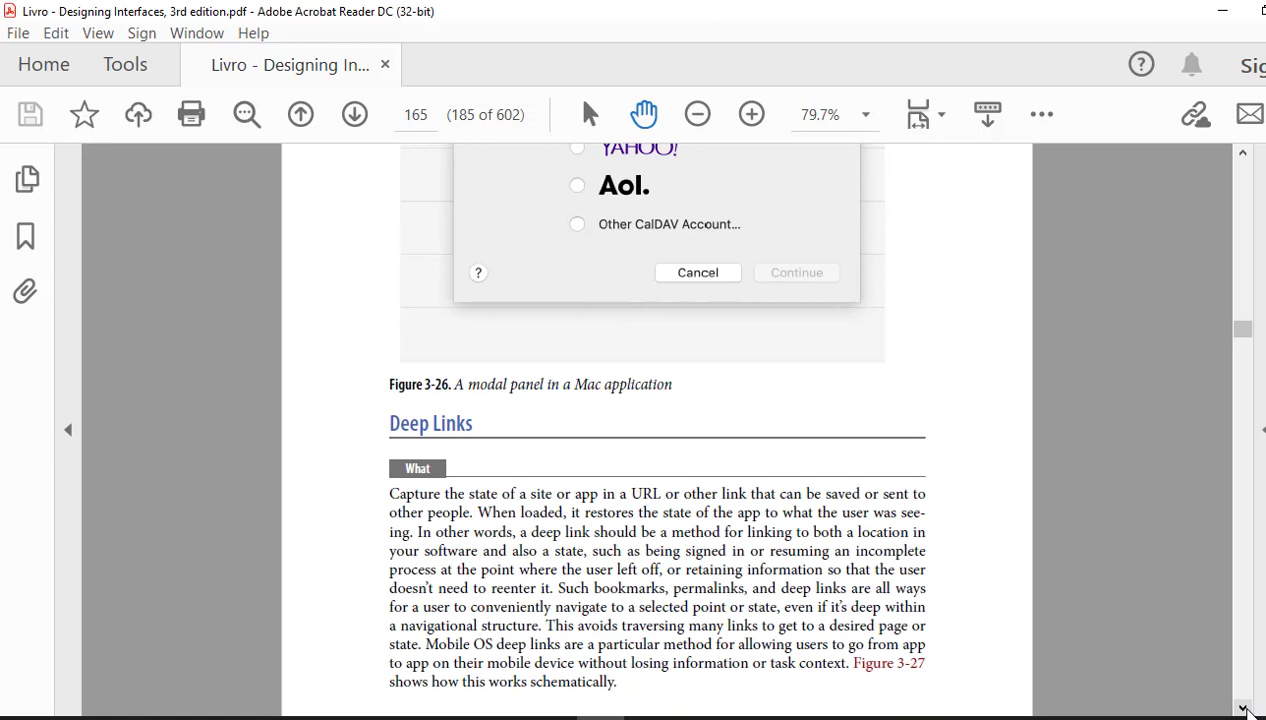 Livro - Designing Interfaces, 3rd edition.pdf - Adobe Acrobat Reader DC (32-bit)
File Edit View Sign Window Help
Home Tools Livro - Designing In... ×
165 (185 of 602) 79.7%
YAHOO!
Aol.
Other CalDAV Account...
? Cancel Continue
Figure 3-26. A modal panel in a Mac application
Deep Links
What
Capture the state of a site or app in a URL or other link that can be saved or sent to
other people. When loaded, it restores the state of the app to what the user was see-
ing. In other words, a deep link should be a method for linking to both a location in
your software and also a state, such as being signed in or resuming an incomplete
process at the point where the user left off, or retaining information so that the user
doesn't need to reenter it. Such bookmarks, permalinks, and deep links are all ways
for a user to conveniently navigate to a selected point or state, even if it's deep within
a navigational structure. This avoids traversing many links to get to a desired page or
state. Mobile OS deep links are a particular method for allowing users to go from app
to app on their mobile device without losing information or task context. Figure 3-27
shows how this works schematically.